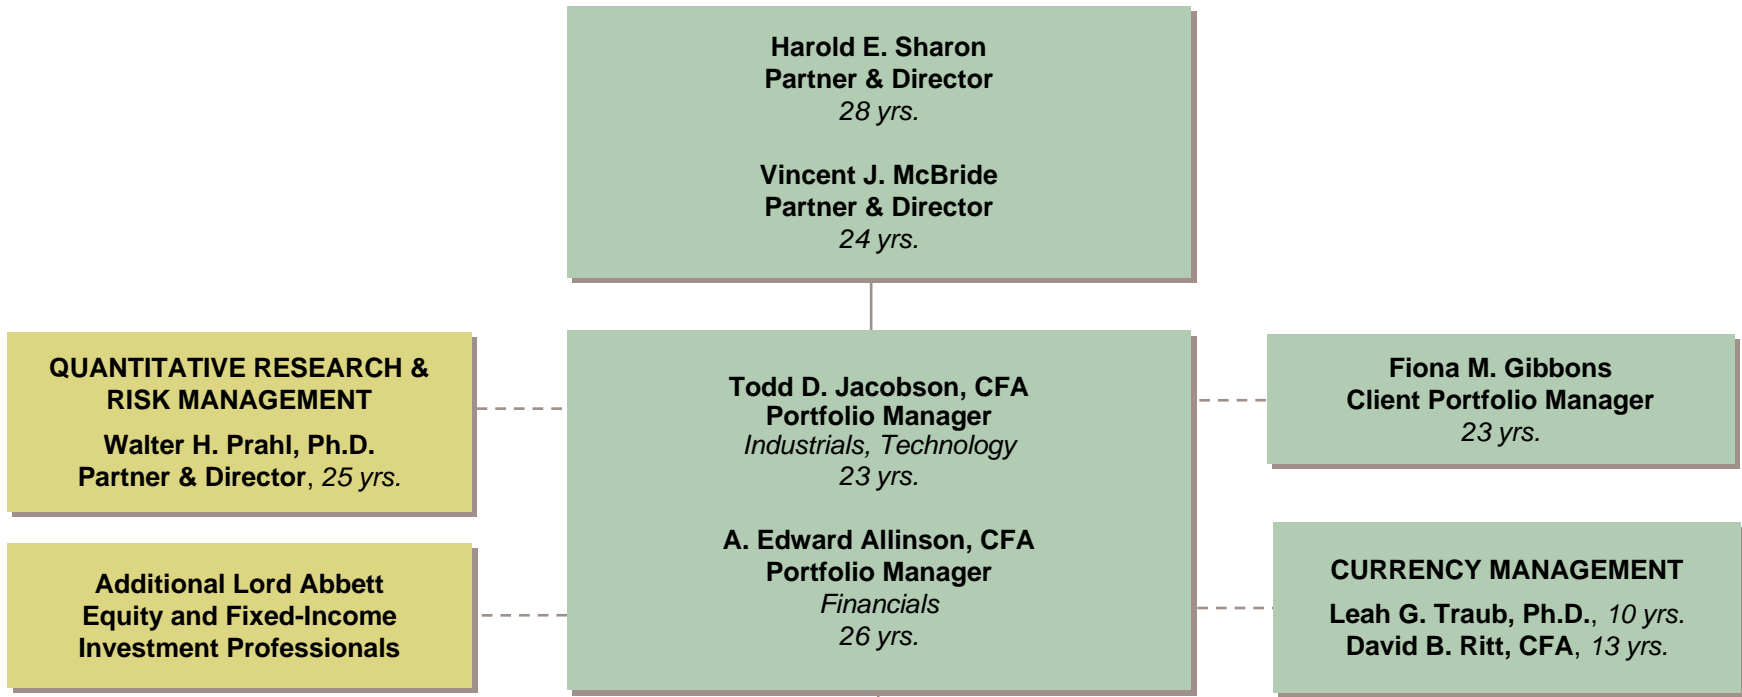 Harold E. Sharon
Partner & Director
28 yrs.
Vincent J. McBride
Partner & Director
24 yrs.
QUANTITATIVE RESEARCH &
RISK MANAGEMENT
Walter H. Prahl, Ph.D.
Partner & Director, 25 yrs.
Todd D. Jacobson, CFA
Portfolio Manager
Industrials, Technology
23 yrs.
A. Edward Allinson, CFA
Portfolio Manager
Financials
26 yrs.
Fiona M. Gibbons
Client Portfolio Manager
23 yrs.
Additional Lord Abbett
Equity and Fixed-Income
Investment Professionals
CURRENCY MANAGEMENT
Leah G. Traub, Ph.D., 10 yrs.
David B. Ritt, CFA, 13 yrs.